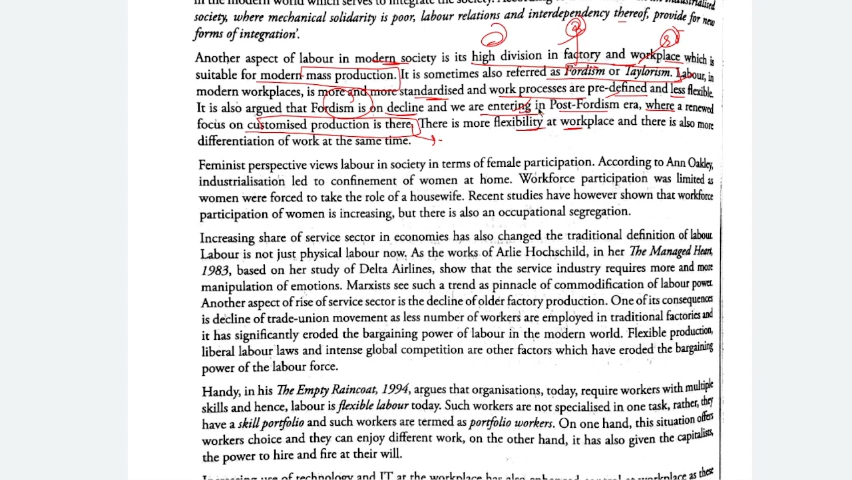 society, where mechanical solidarity is poor, labour relations and interdependency thereof, provide for new
forms of integration'.
Another aspect of labour in modern society is its high division in factory and workplace which is
suitable for modern mass production. It is sometimes also referred as Fordism or Taylorism. Labour, in
modern workplaces, is more and more standardised and work processes are pre-defined and less flexible.
It is also argued that Fordism is on decline and we are entering in Post-Fordism era, where a renewed
focus on customised production is there. There is more flexibility at workplace and there is also more
differentiation of work at the same time.
Feminist perspective views labour in society in terms of female participation. According to Ann Oakley,
industrialisation led to confinement of women at home. Workforce participation was limited as
women were forced to take the role of a housewife. Recent studies have however shown that workforce
participation of women is increasing, but there is also an occupational segregation.
Increasing share of service sector in economies has also changed the traditional definition of labour.
Labour is not just physical labour now. As the works of Arlie Hochschild, in her The Managed Heart,
1983, based on her study of Delta Airlines, show that the service industry requires more and more
manipulation of emotions. Marxists see such a trend as pinnacle of commodification of labour power.
Another aspect of rise of service sector is the decline of older factory production. One of its consequences
is decline of trade-union movement as less number of workers are employed in traditional factories and
it has significantly eroded the bargaining power of labour in the modern world. Flexible production,
liberal labour laws and intense global competition are other factors which have eroded the bargaining
power of the labour force.
Handy, in his The Empty Raincoat, 1994, argues that organisations, today, require workers with multiple
skills and hence, labour is flexible labour today. Such workers are not specialised in one task, rather, they
have a skill portfolio and such workers are termed as portfolio workers. On one hand, this situation offers
workers choice and they can enjoy different work, on the other hand, it has also given the capitalists,
the power to hire and fire at their will.
Increasing use of technology and IT at the workplace has also